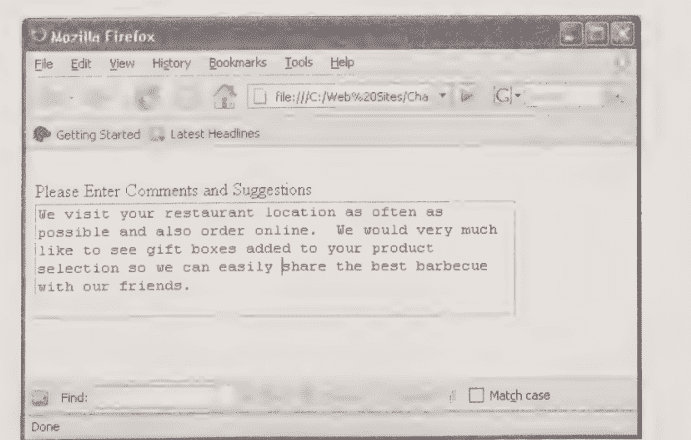 Mozilla Firefox
File Edit View History Bookmarks Tools Help
file:///C:/Web%20Sites/Cha G
Getting Started Latest Headlines
Please Enter Comments and Suggestions
We visit your restaurant location as often as
possible and also order online. We would very much
like to see gift boxes added to your product
selection so we can easily share the best barbecue
with our friends.
Find: Match case
Done